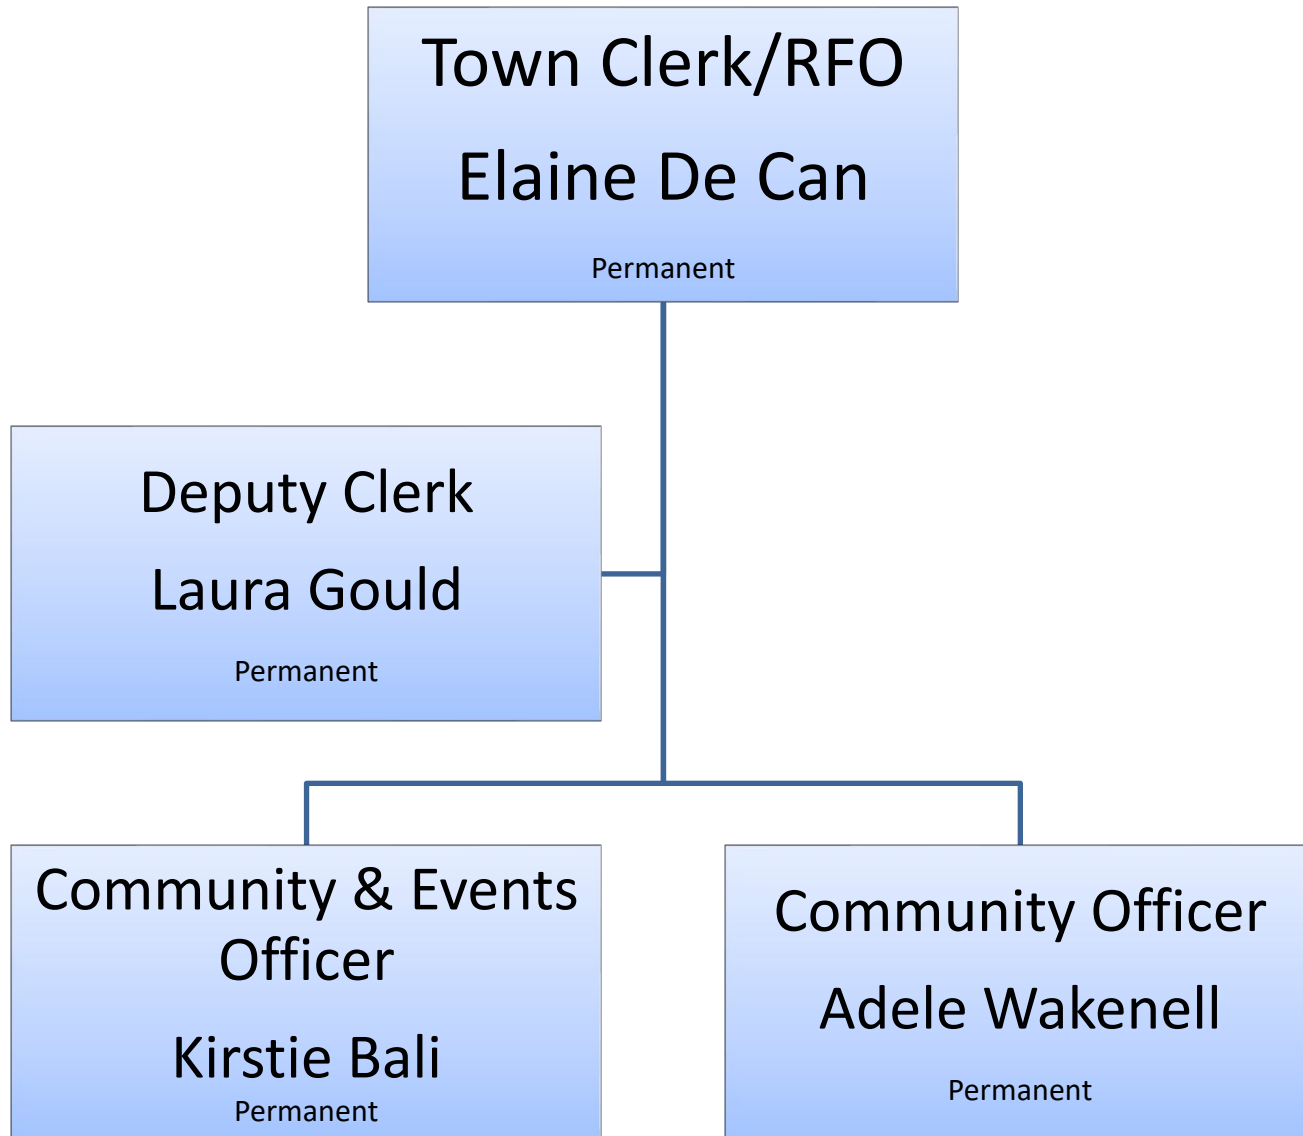 Town Clerk/RFO
Elaine De Can
Permanent
Deputy Clerk
Laura Gould
Permanent
Community & Events
Officer
Kirstie Bali
Permanent
Community Officer
Adele Wakenell
Permanent